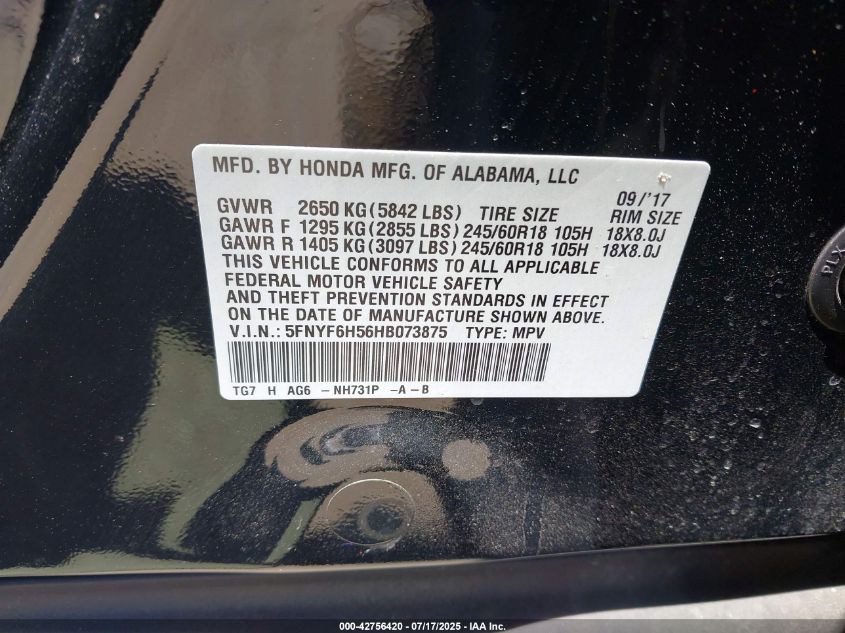 MFD. BY HONDA MFG. OF ALABAMA, LLC
09/'17
GVWR 2650 KG (5842 LBS) TIRE SIZE RIM SIZE
GAWR F 1295 KG (2855 LBS) 245/60R18 105H 18X8.0J
GAWR R 1405 KG (3097 LBS) 245/60R18 105H 18X8.0J
THIS VEHICLE CONFORMS TO ALL APPLICABLE
FEDERAL MOTOR VEHICLE SAFETY
AND THEFT PREVENTION STANDARDS IN EFFECT
ON THE DATE OF MANUFACTURE SHOWN ABOVE.
V.I.N.: 5FNYF6H56HB073875 TYPE: MPV
TG7 H AG6 - NH731P - A - B
PLX
000-42756420 - 07/17/2025 - IAA Inc.